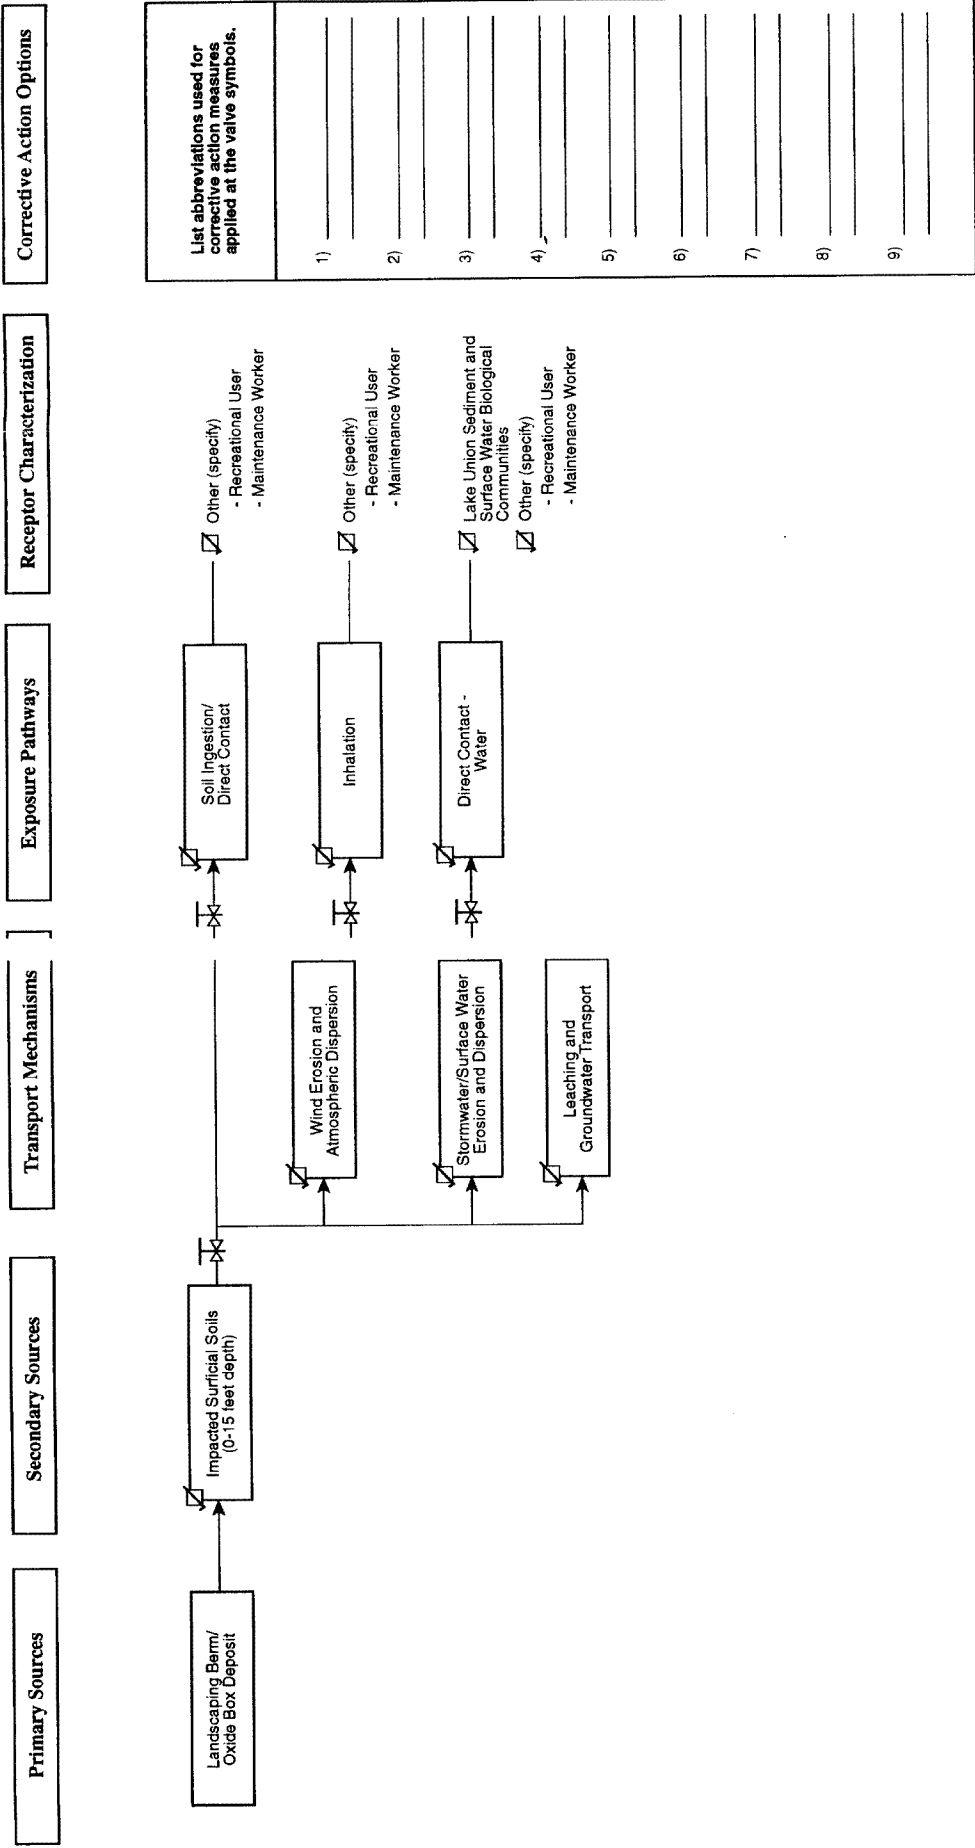 Primary Sources
Secondary Sources
Transport Mechanisms
Exposure Pathways
Receptor Characterization
Corrective Action Options
Landscaping Berm/
Oxide Box Deposit
Impacted Surficial Soils
(0-15 feet depth)
Wind Erosion and
Atmospheric Dispersion
Stormwater/Surface Water
Erosion and Dispersion
Leaching and
Groundwater Transport
Soil Ingestion/
Direct Contact
Inhalation
Direct Contact -
Water
Other (specify)
- Recreational User
- Maintenance Worker
Other (specify)
- Recreational User
- Maintenance Worker
Lake Union Sediment and
Surface Water Biological
Communities
Other (specify)
- Recreational User
- Maintenance Worker
List abbreviations used for
corrective action measures
applied at the valve symbols.
1)
2)
3)
4)
5)
6)
7)
8)
9)